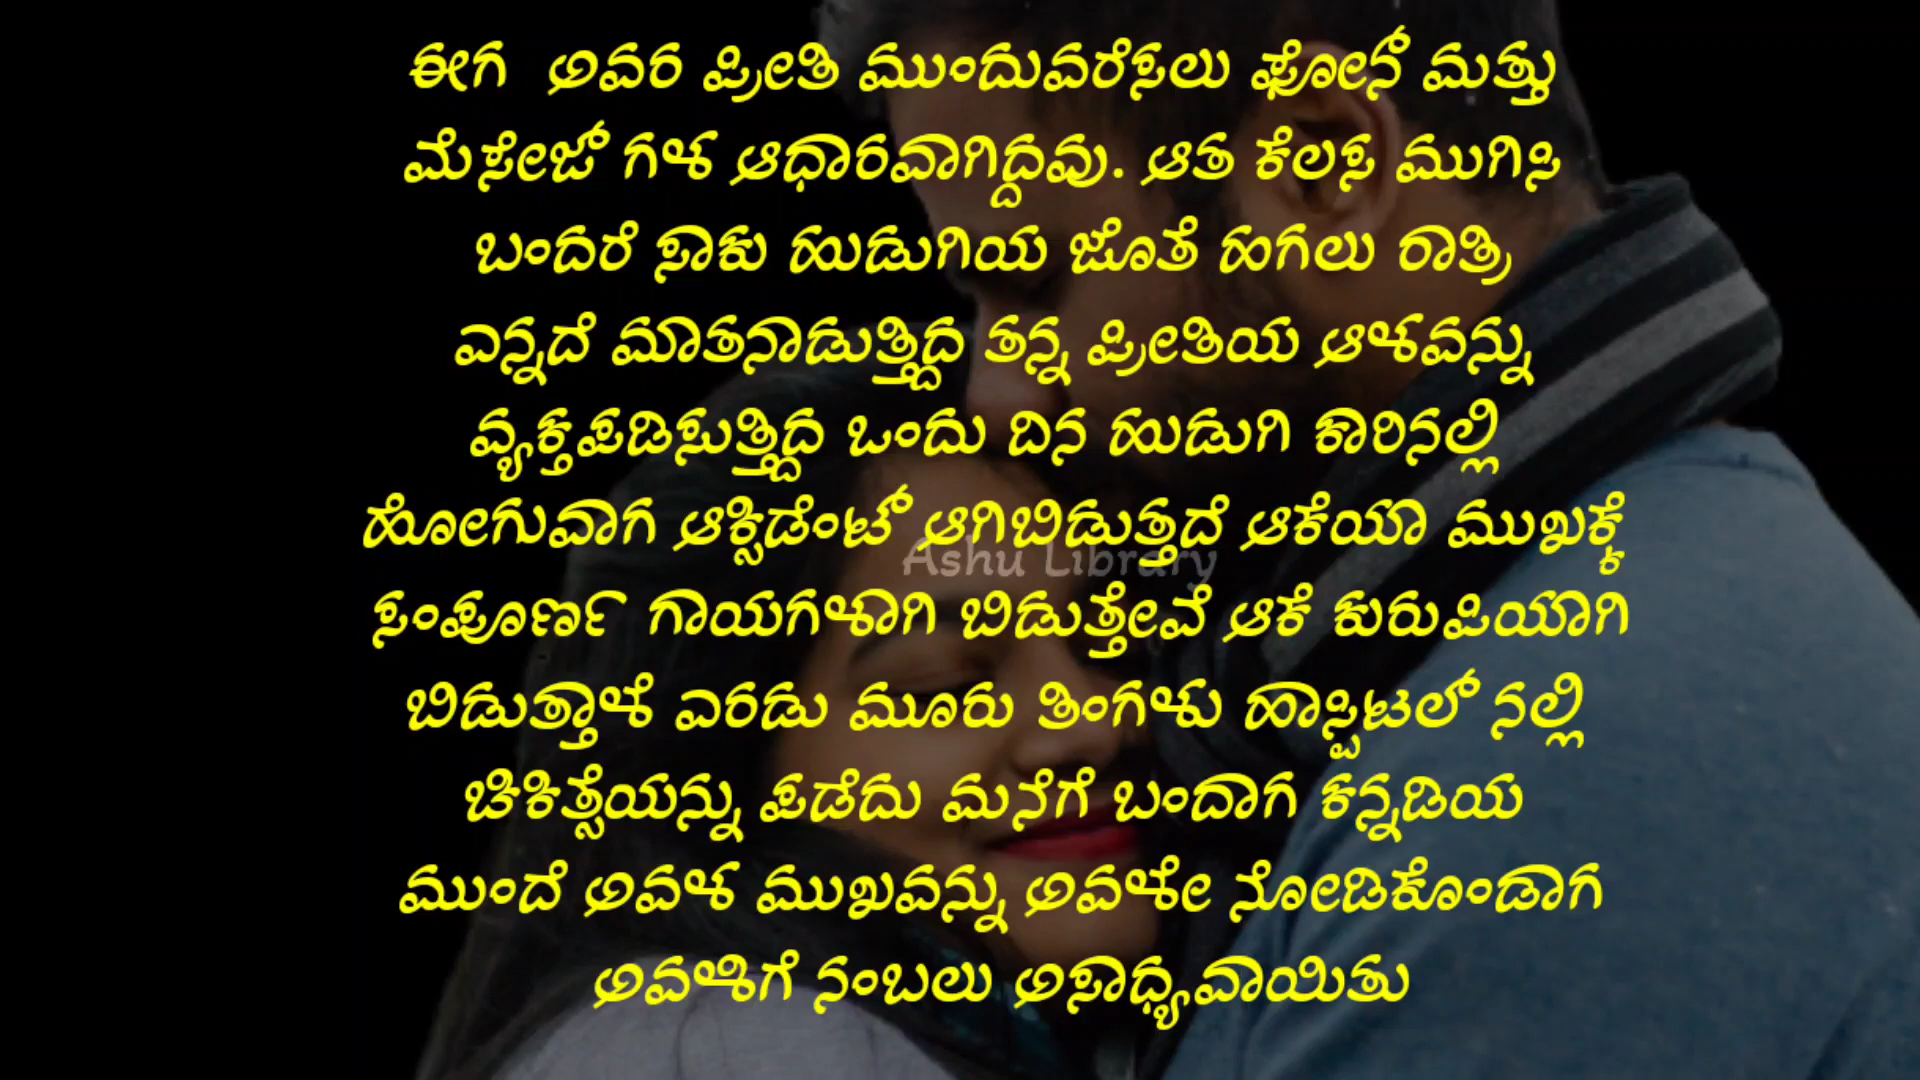 ಈಗ ಅವರ ಪ್ರೀತಿ ಮುಂದುವರೆಸಲು ಫೋನ್ ಮತ್ತು
ಮೆಸೇಜ್ ಗಳ ಆಧಾರವಾಗಿದ್ದವು. ಆತ ಕೆಲಸ ಮುಗಿಸಿ
ಬಂದರೆ ಸಾಕು ಹುಡುಗಿಯ ಜೊತೆ ಹಗಲು ರಾತ್ರಿ
ಎನ್ನದೆ ಮಾತನಾಡುತ್ತಿದ್ದ ತನ್ನ ಪ್ರೀತಿಯ ಆಳವನ್ನು
ವ್ಯಕ್ತಪಡಿಸುತ್ತಿದ್ದ ಒಂದು ದಿನ ಹುಡುಗಿ ಕಾರಿನಲ್ಲಿ
ಹೋಗುವಾಗ ಆಕ್ಸಿಡೆಂಟ್ ಆಗಿಬಿಡುತ್ತದೆ ಆಕೆಯಾ ಮುಖಕ್ಕೆ
Ashu Library
ಸಂಪೂರ್ಣ ಗಾಯಗಳಾಗಿ ಬಿಡುತ್ತೇವೆ ಆಕೆ ಕುರುಪಿಯಾಗಿ
ಬಿಡುತ್ತಾಳೆ ಎರಡು ಮೂರು ತಿಂಗಳು ಹಾಸ್ಪಿಟಲ್ ನಲ್ಲಿ
ಚಿಕಿತ್ಸೆಯನ್ನು ಪಡೆದು ಮನೆಗೆ ಬಂದಾಗ ಕನ್ನಡಿಯ
ಮುಂದೆ ಅವಳ ಮುಖವನ್ನು ಅವಳೇ ನೋಡಿಕೊಂಡಾಗ
ಅವಳಿಗೆ ನಂಬಲು ಅಸಾಧ್ಯವಾಯಿತು